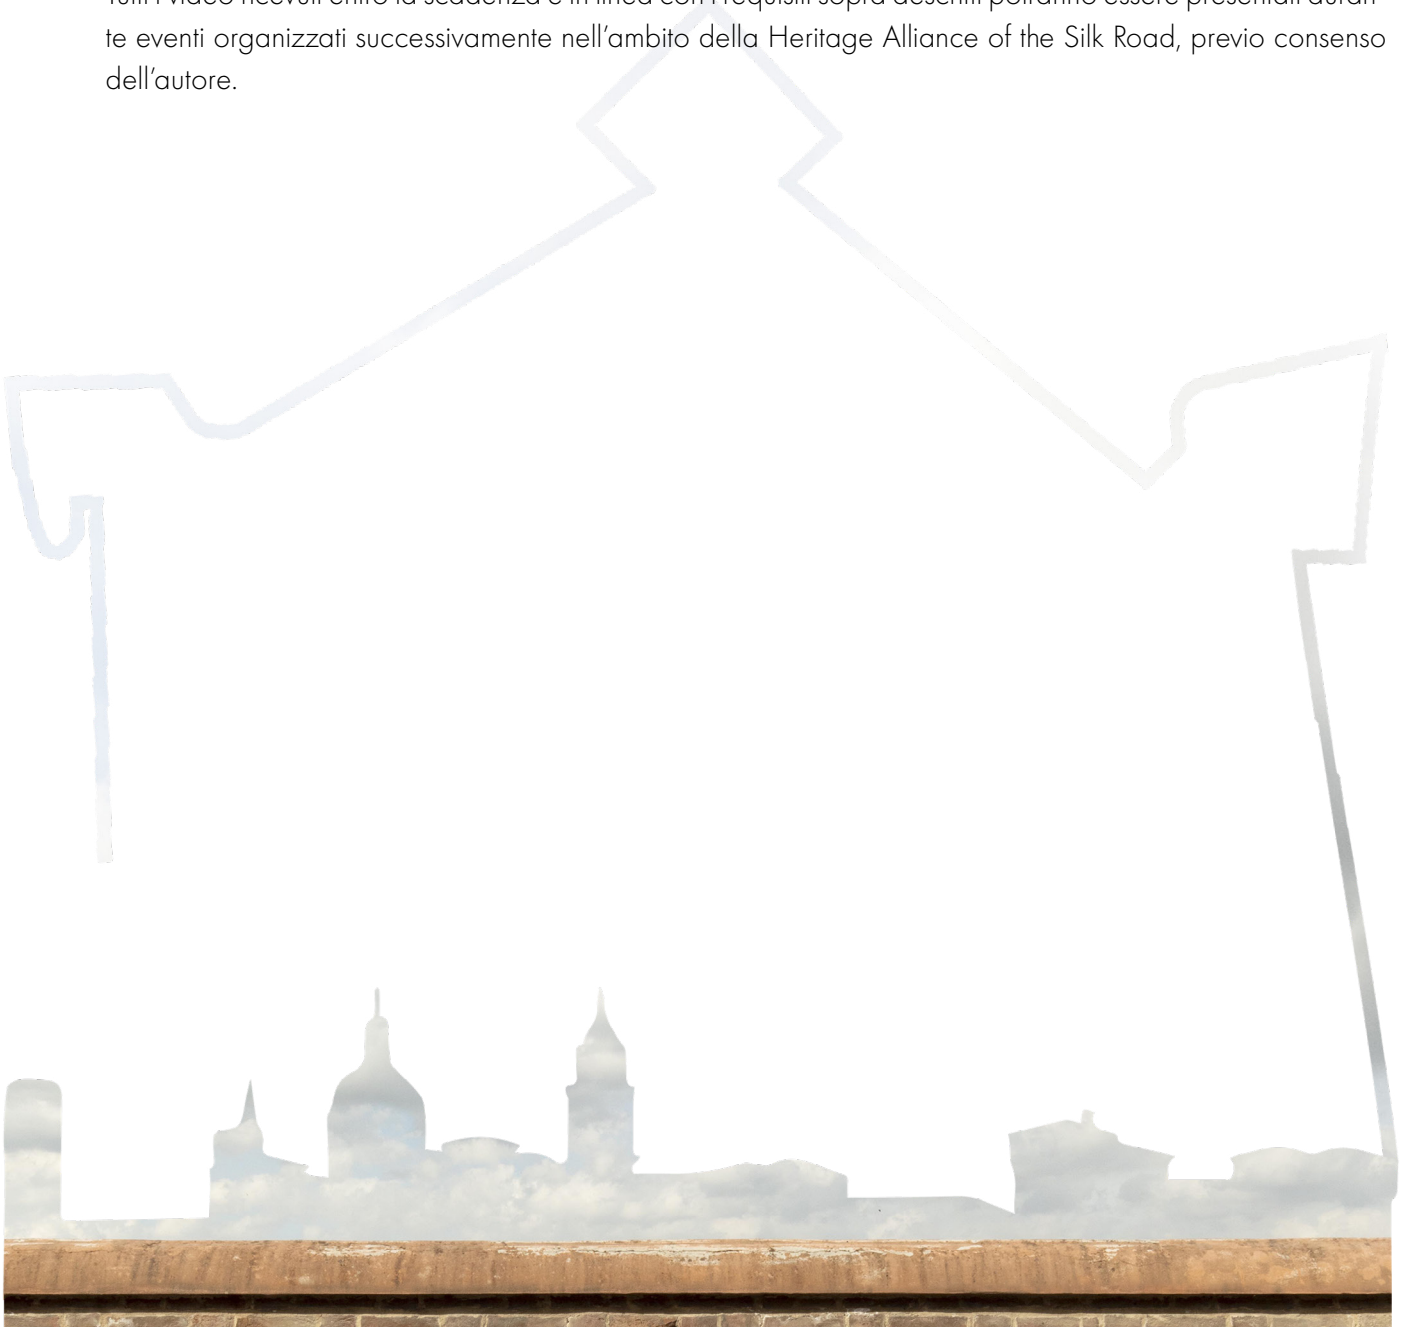 Tutti i video ricevuti entro la scadenza e in linea con i requisiti sopra descritti potranno essere presentati duran-
te eventi organizzati successivamente nell'ambito della Heritage Alliance of the Silk Road, previo consenso
dell'autore.